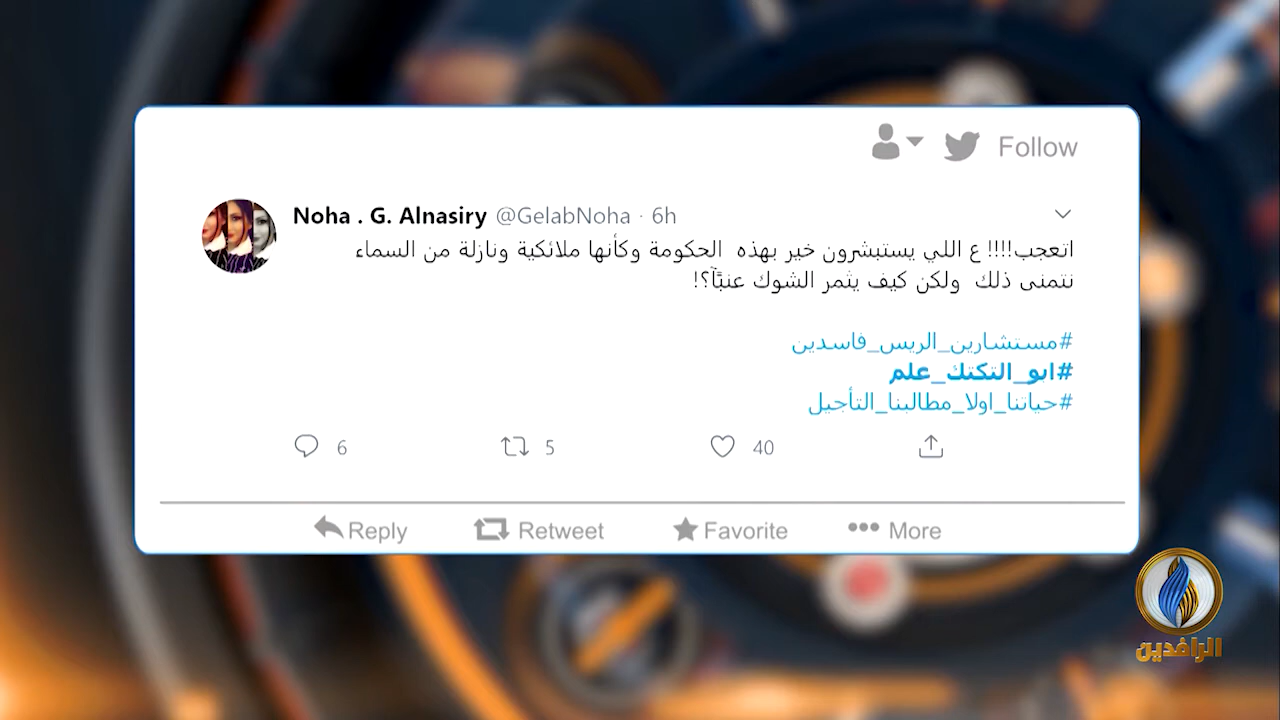 Follow
Noha . G. Alnasiry @GelabNoha · 6h
اتعجب!!!! ع اللي يستبشرون خير بهذه الحكومة وكأنها ملائكية ونازلة من السماء
نتمنى ذلك ولكن كيف يثمر الشوك عنبًآ؟!
#مستشارين_الريس_فاسدين
#ابو_التكتك_علم
#حياتنا_اولا_مطالبنا_التأجيل
6 5 40
Reply Retweet Favorite More
الرافدين